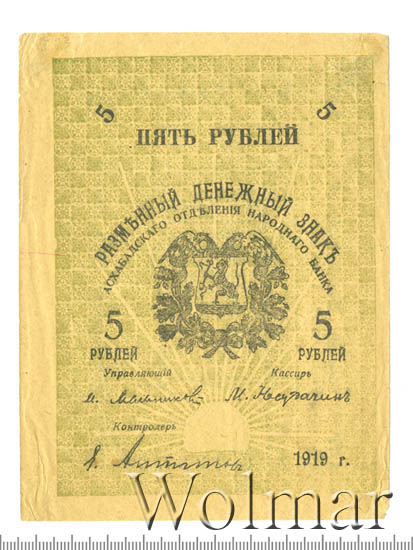 5 5
ПЯТЬ РУБЛЕЙ
РАЗМѢННЫЙ ДЕНЕЖНЫЙ ЗНАКЪ
АСХАБАДСКАГО ОТДѢЛЕНІЯ НАРОДНАГО БАНКА
5 5
РУБЛЕЙ РУБЛЕЙ
Управляющій Кассиръ
Контролеръ
1919 г.
Wolmar